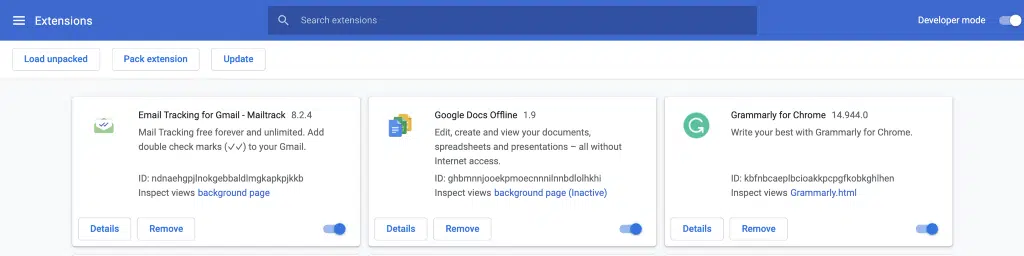 Extensions
Search extensions
Developer mode
Load unpacked
Pack extension
Update
Email Tracking for Gmail - Mailtrack 8.2.4
Mail Tracking free forever and unlimited. Add
double check marks (✓✓) to your Gmail.
ID: ndnaehgpjlnokgebbaldlmgkapkpjkkb
Inspect views background page
Details
Remove
Google Docs Offline 1.9
Edit, create and view your documents,
spreadsheets and presentations – all without
Internet access.
ID: ghbmnnjooekpmoecnnnilnnbdlolhkhi
Inspect views background page (Inactive)
Details
Remove
Grammarly for Chrome 14.944.0
Write your best with Grammarly for Chrome.
ID: kbfnbcaeplbcioakkpcpgfkobkghlhen
Inspect views Grammarly.html
Details
Remove